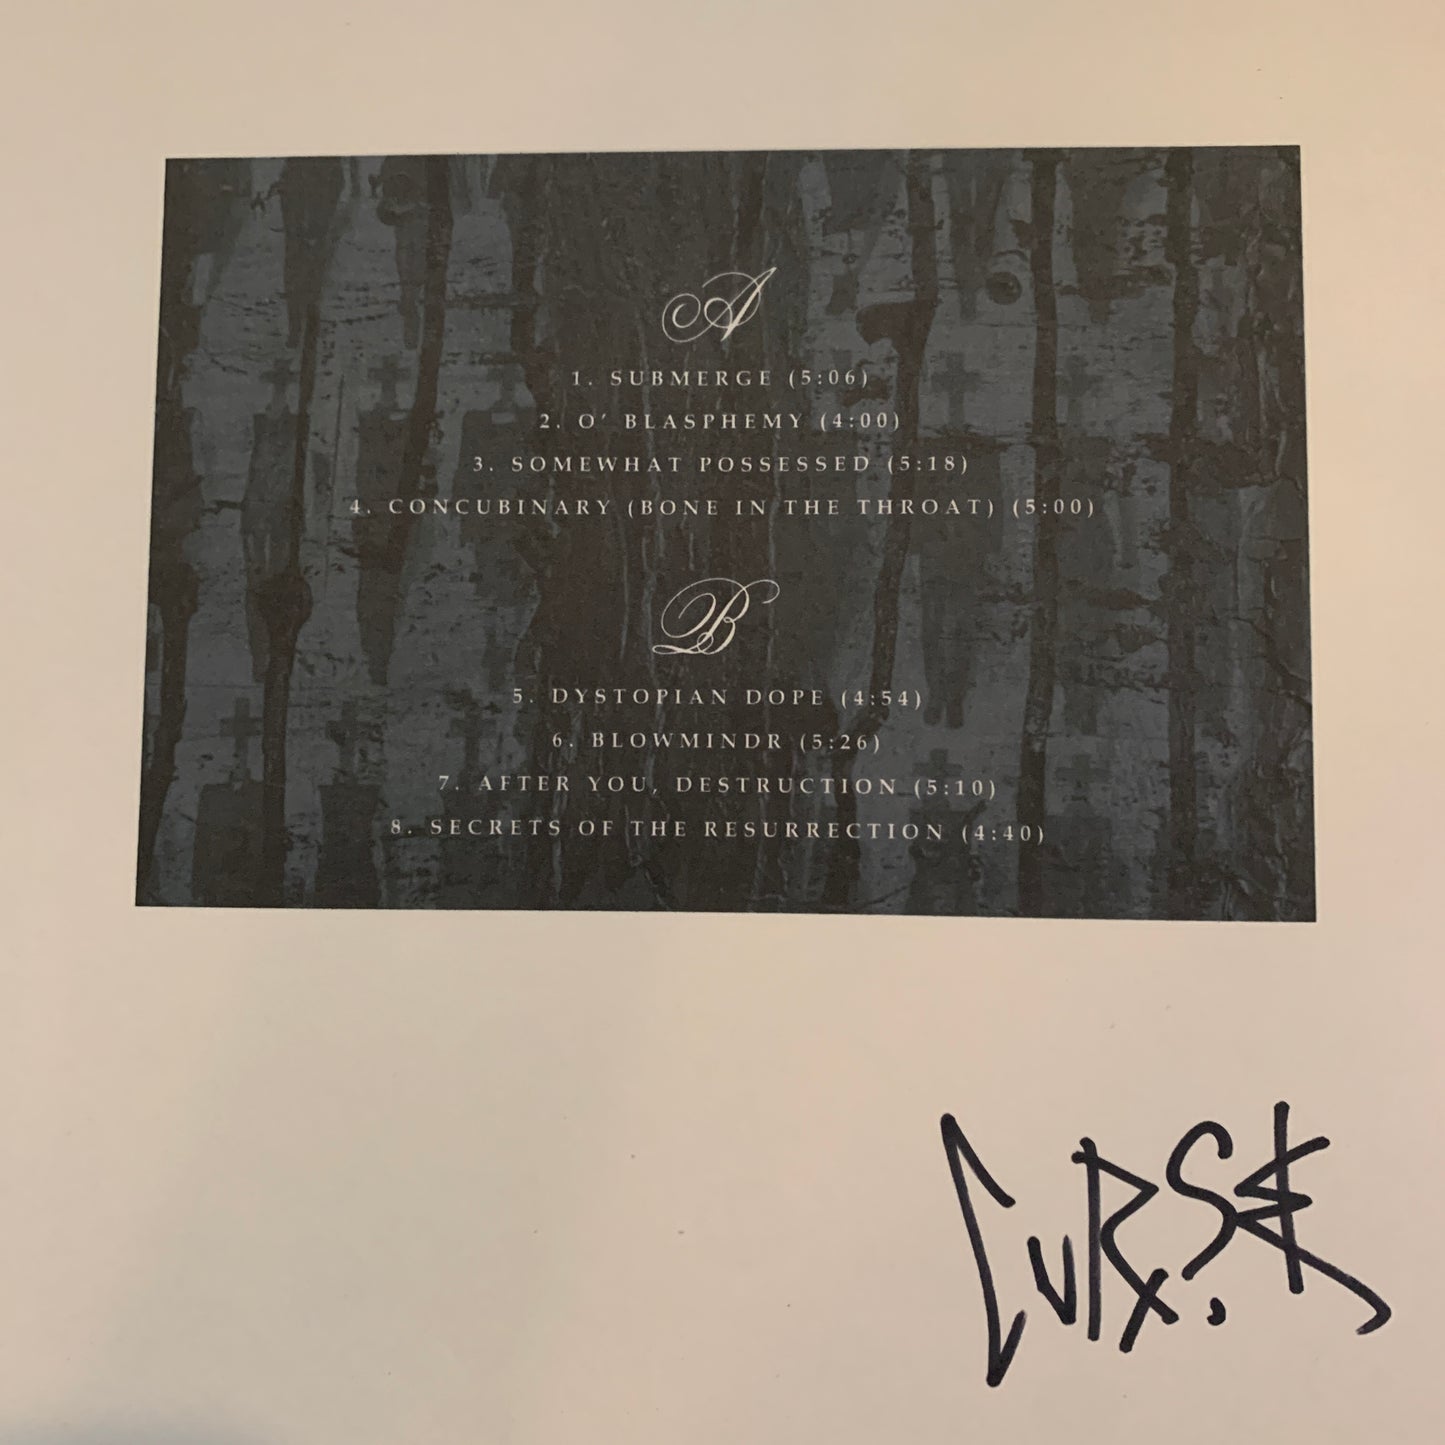 A
1. SUBMERGE (5:06)
2. O' BLASPHEMY (4:00)
3. SOMEWHAT POSSESSED (5:18)
4. CONCUBINARY (BONE IN THE THROAT) (5:00)
B
5. DYSTOPIAN DOPE (4:54)
6. BLOWMINDR (5:26)
7. AFTER YOU, DESTRUCTION (5:10)
8. SECRETS OF THE RESURRECTION (4:40)
CURSE